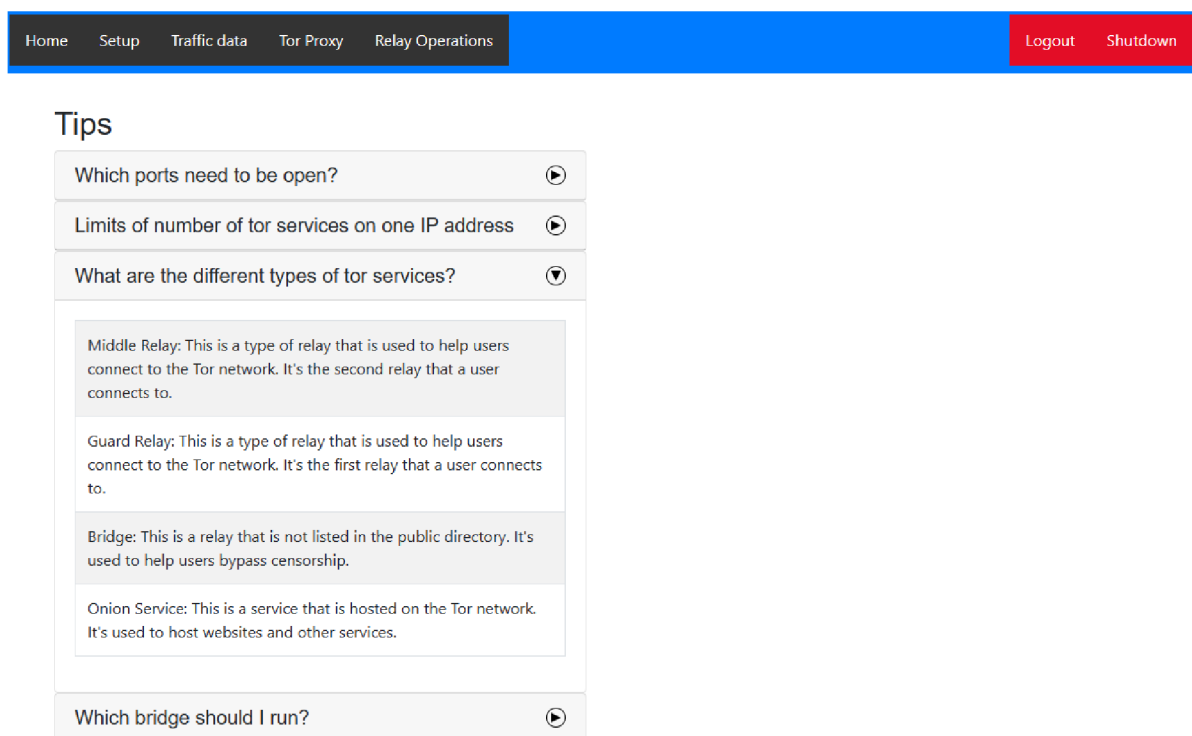 Home Setup Traffic data Tor Proxy Relay Operations Logout Shutdown
Tips
Which ports need to be open?
Limits of number of tor services on one IP address
What are the different types of tor services?
Middle Relay: This is a type of relay that is used to help users
connect to the Tor network. It's the second relay that a user
connects to.
Guard Relay: This is a type of relay that is used to help users
connect to the Tor network. It's the first relay that a user connects
to.
Bridge: This is a relay that is not listed in the public directory. It's
used to help users bypass censorship.
Onion Service: This is a service that is hosted on the Tor network.
It's used to host websites and other services.
Which bridge should I run?